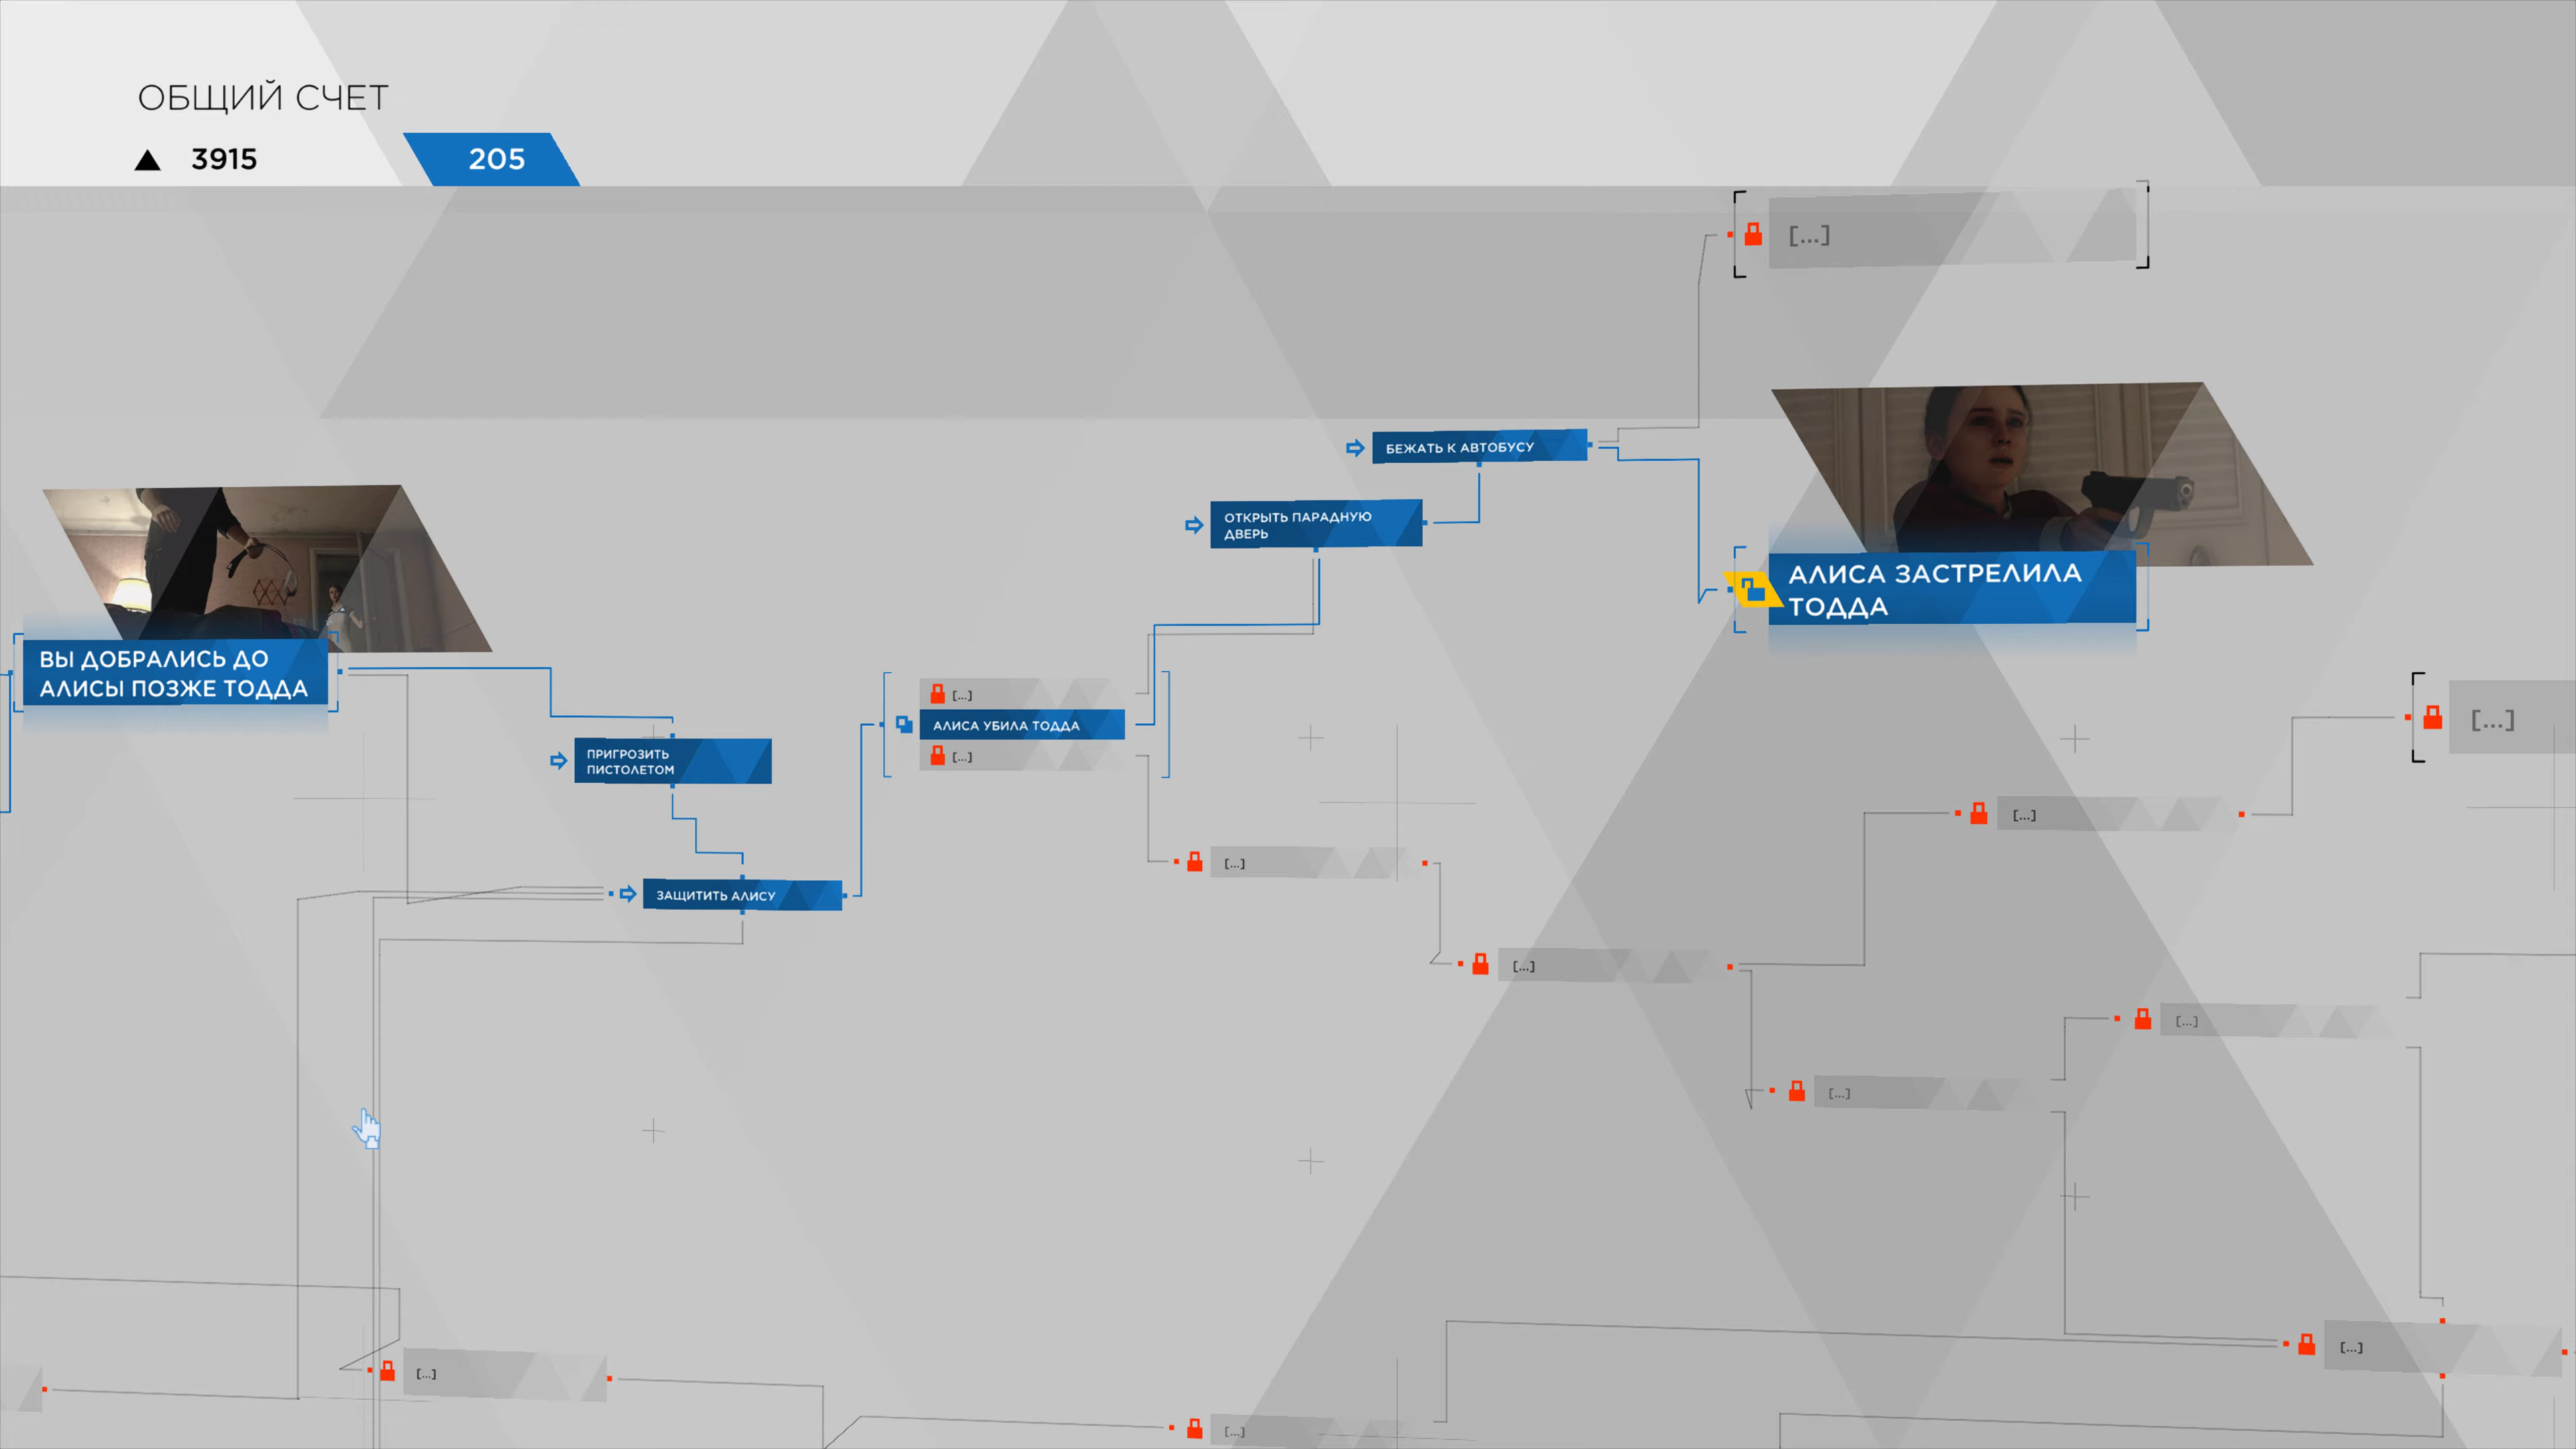 ОБЩИЙ СЧЕТ
3915
205
[...]
БЕЖАТЬ К АВТОБУСУ
ОТКРЫТЬ ПАРАДНУЮ
ДВЕРЬ
АЛИСА ЗАСТРЕЛИЛА
ТОДДА
ВЫ ДОБРАЛИСЬ ДО
АЛИСЫ ПОЗЖЕ ТОДДА
[...]
АЛИСА УБИЛА ТОДДА
[...]
[...]
ПРИГРОЗИТЬ
ПИСТОЛЕТОМ
[...]
[...]
ЗАЩИТИТЬ АЛИСУ
[...]
[...]
[...]
[...]
[...]
[...]